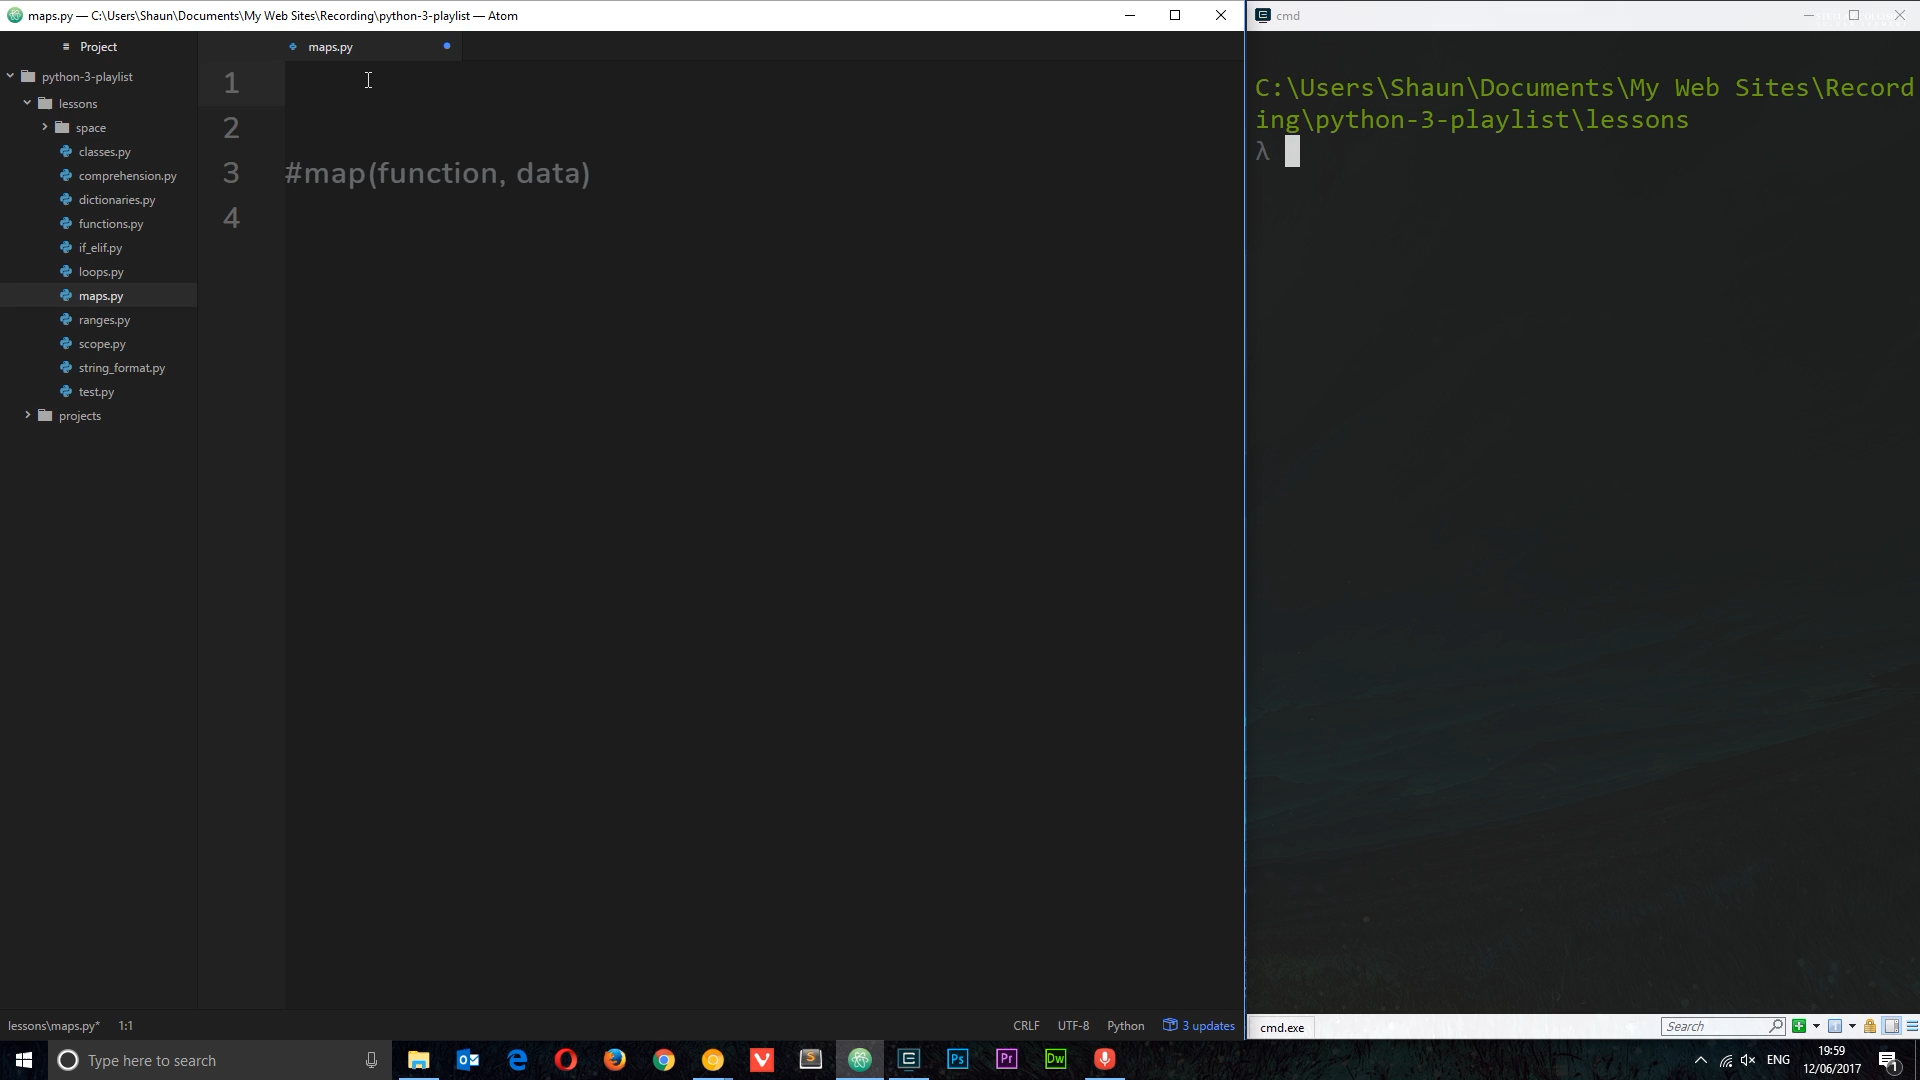 maps.py — C:\Users\Shaun\Documents\My Web Sites\Recording\python-3-playlist — Atom
cmd
Project
maps.py
python-3-playlist
lessons
space
classes.py
comprehension.py
dictionaries.py
functions.py
if_elif.py
loops.py
maps.py
ranges.py
scope.py
string_format.py
test.py
projects
1
2
3 #map(function, data)
4
C:\Users\Shaun\Documents\My Web Sites\Record
ing\python-3-playlist\lessons
λ
lessons\maps.py* 1:1
CRLF UTF-8 Python 3 updates
cmd.exe
Search
Type here to search
Ps
Pr
Dw
ENG
19:59
12/06/2017
1